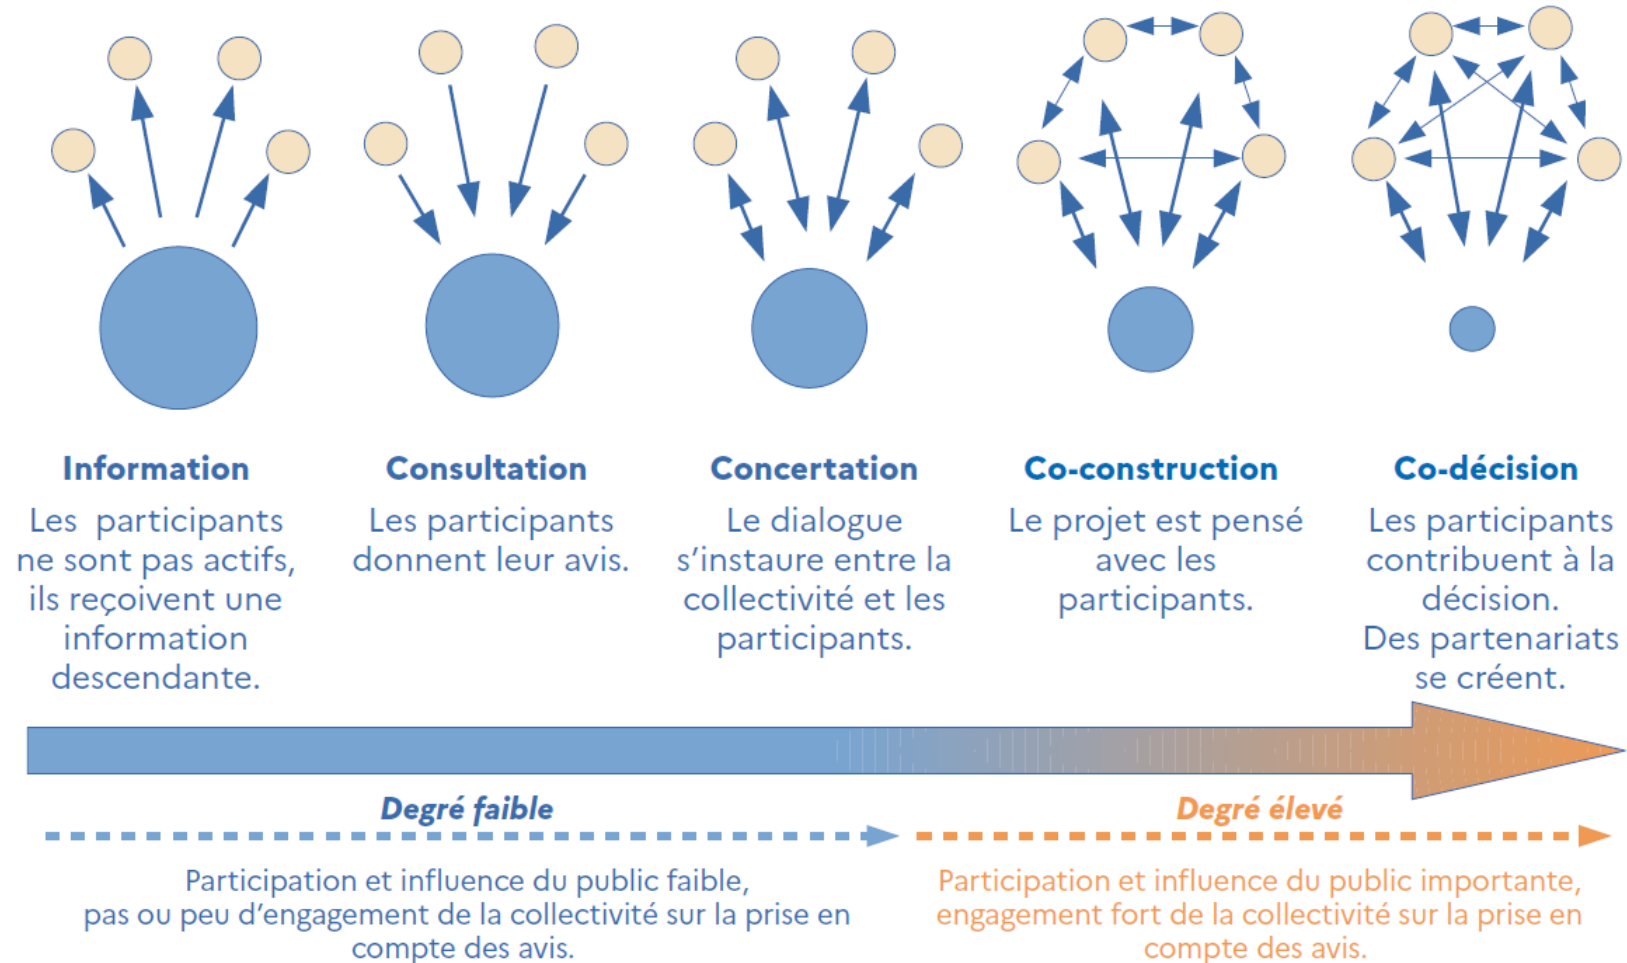 Information
Les participants
ne sont pas actifs,
ils reçoivent une
information
descendante.
Consultation
Les participants
donnent leur avis.
Concertation
Le dialogue
s'instaure entre la
collectivité et les
participants.
Co-construction
Le projet est pensé
avec les
participants.
Co-décision
Les participants
contribuent à la
décision.
Des partenariats
se créent.
Degré faible
Participation et influence du public faible,
pas ou peu d'engagement de la collectivité sur la prise en
compte des avis.
Degré élevé
Participation et influence du public importante,
engagement fort de la collectivité sur la prise en
compte des avis.